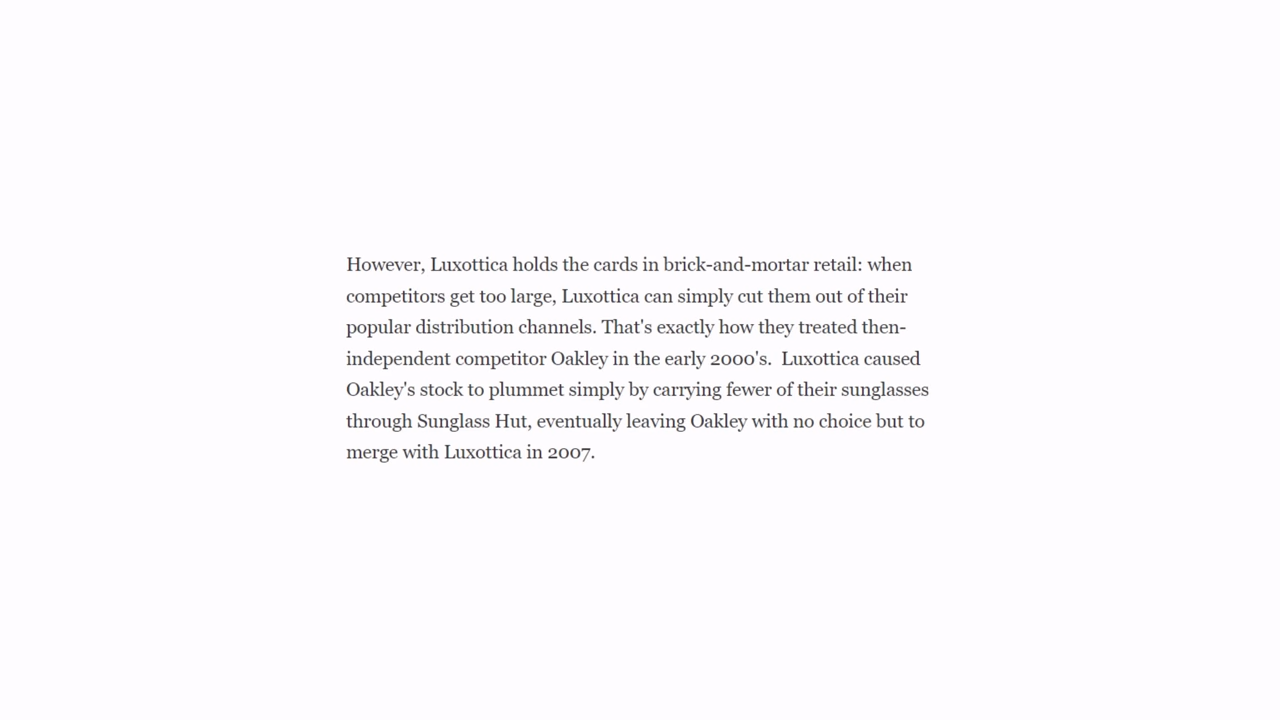 However, Luxottica holds the cards in brick-and-mortar retail: when
competitors get too large, Luxottica can simply cut them out of their
popular distribution channels. That's exactly how they treated then-
independent competitor Oakley in the early 2000's.  Luxottica caused
Oakley's stock to plummet simply by carrying fewer of their sunglasses
through Sunglass Hut, eventually leaving Oakley with no choice but to
merge with Luxottica in 2007.